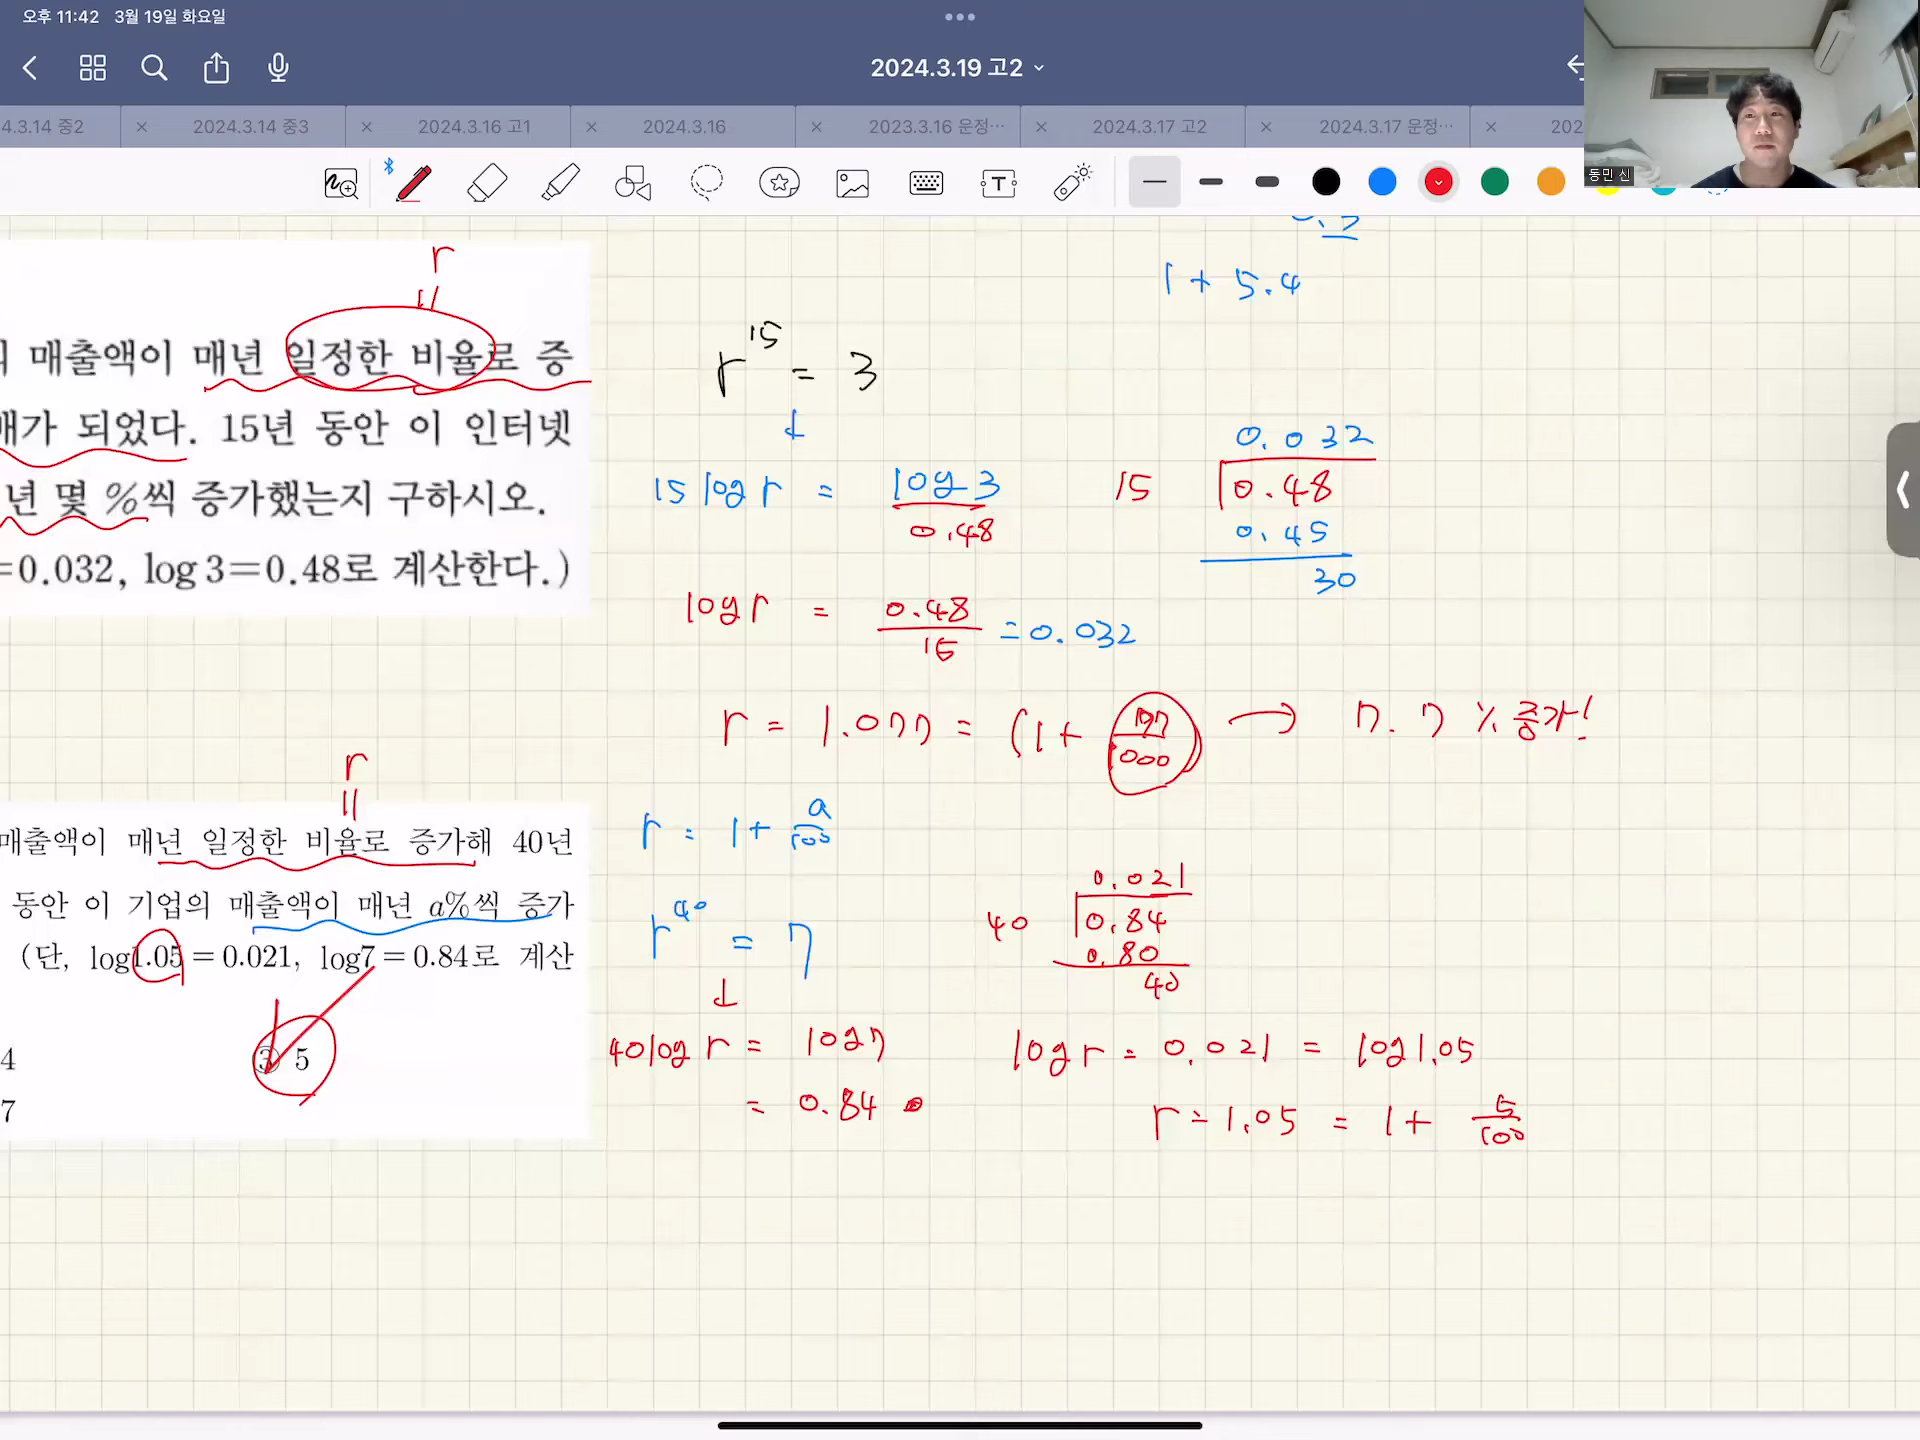 오후 11:42 3월 19일 화요일
2024.3.19 고2
4.3.14 중2
2024.3.14 중3
2024.3.16 고1
2024.3.16
2023.3.16 운정…
2024.3.17 고2
2024.3.17 운정…
202
동민 신
1 + 5.4
r
매출액이 매년 일정한 비율로 증
배가 되었다. 15년 동안 이 인터넷
년 몇 %씩 증가했는지 구하시오.
=0.032, log 3=0.48로 계산한다.)
r^15 = 3
15 log r = log 3
0.48
log r = 0.48/15 = 0.032
0.032
15 0.48
0.45
30
r = 1.077 = (1 + 77/1000) → 7.7 % 증가!
r
매출액이 매년 일정한 비율로 증가해 40년
동안 이 기업의 매출액이 매년 a%씩 증가
(단, log1.05=0.021, log7=0.84로 계산
4
③ 5
7
r = 1 + a/100
r^40 = 7
40 log r = log 7
= 0.84
0.021
40 0.84
0.80
40
log r = 0.021 = log 1.05
r = 1.05 = 1 + 5/100